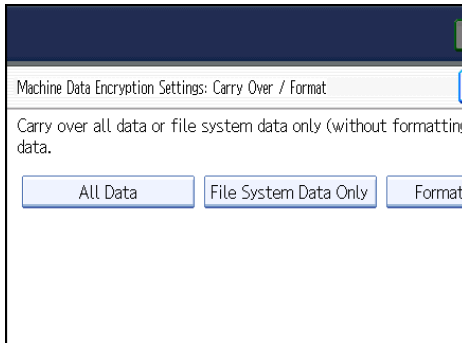 Machine Data Encryption Settings: Carry Over / Format
Carry over all data or file system data only (without formatting
data.
All Data File System Data Only Format